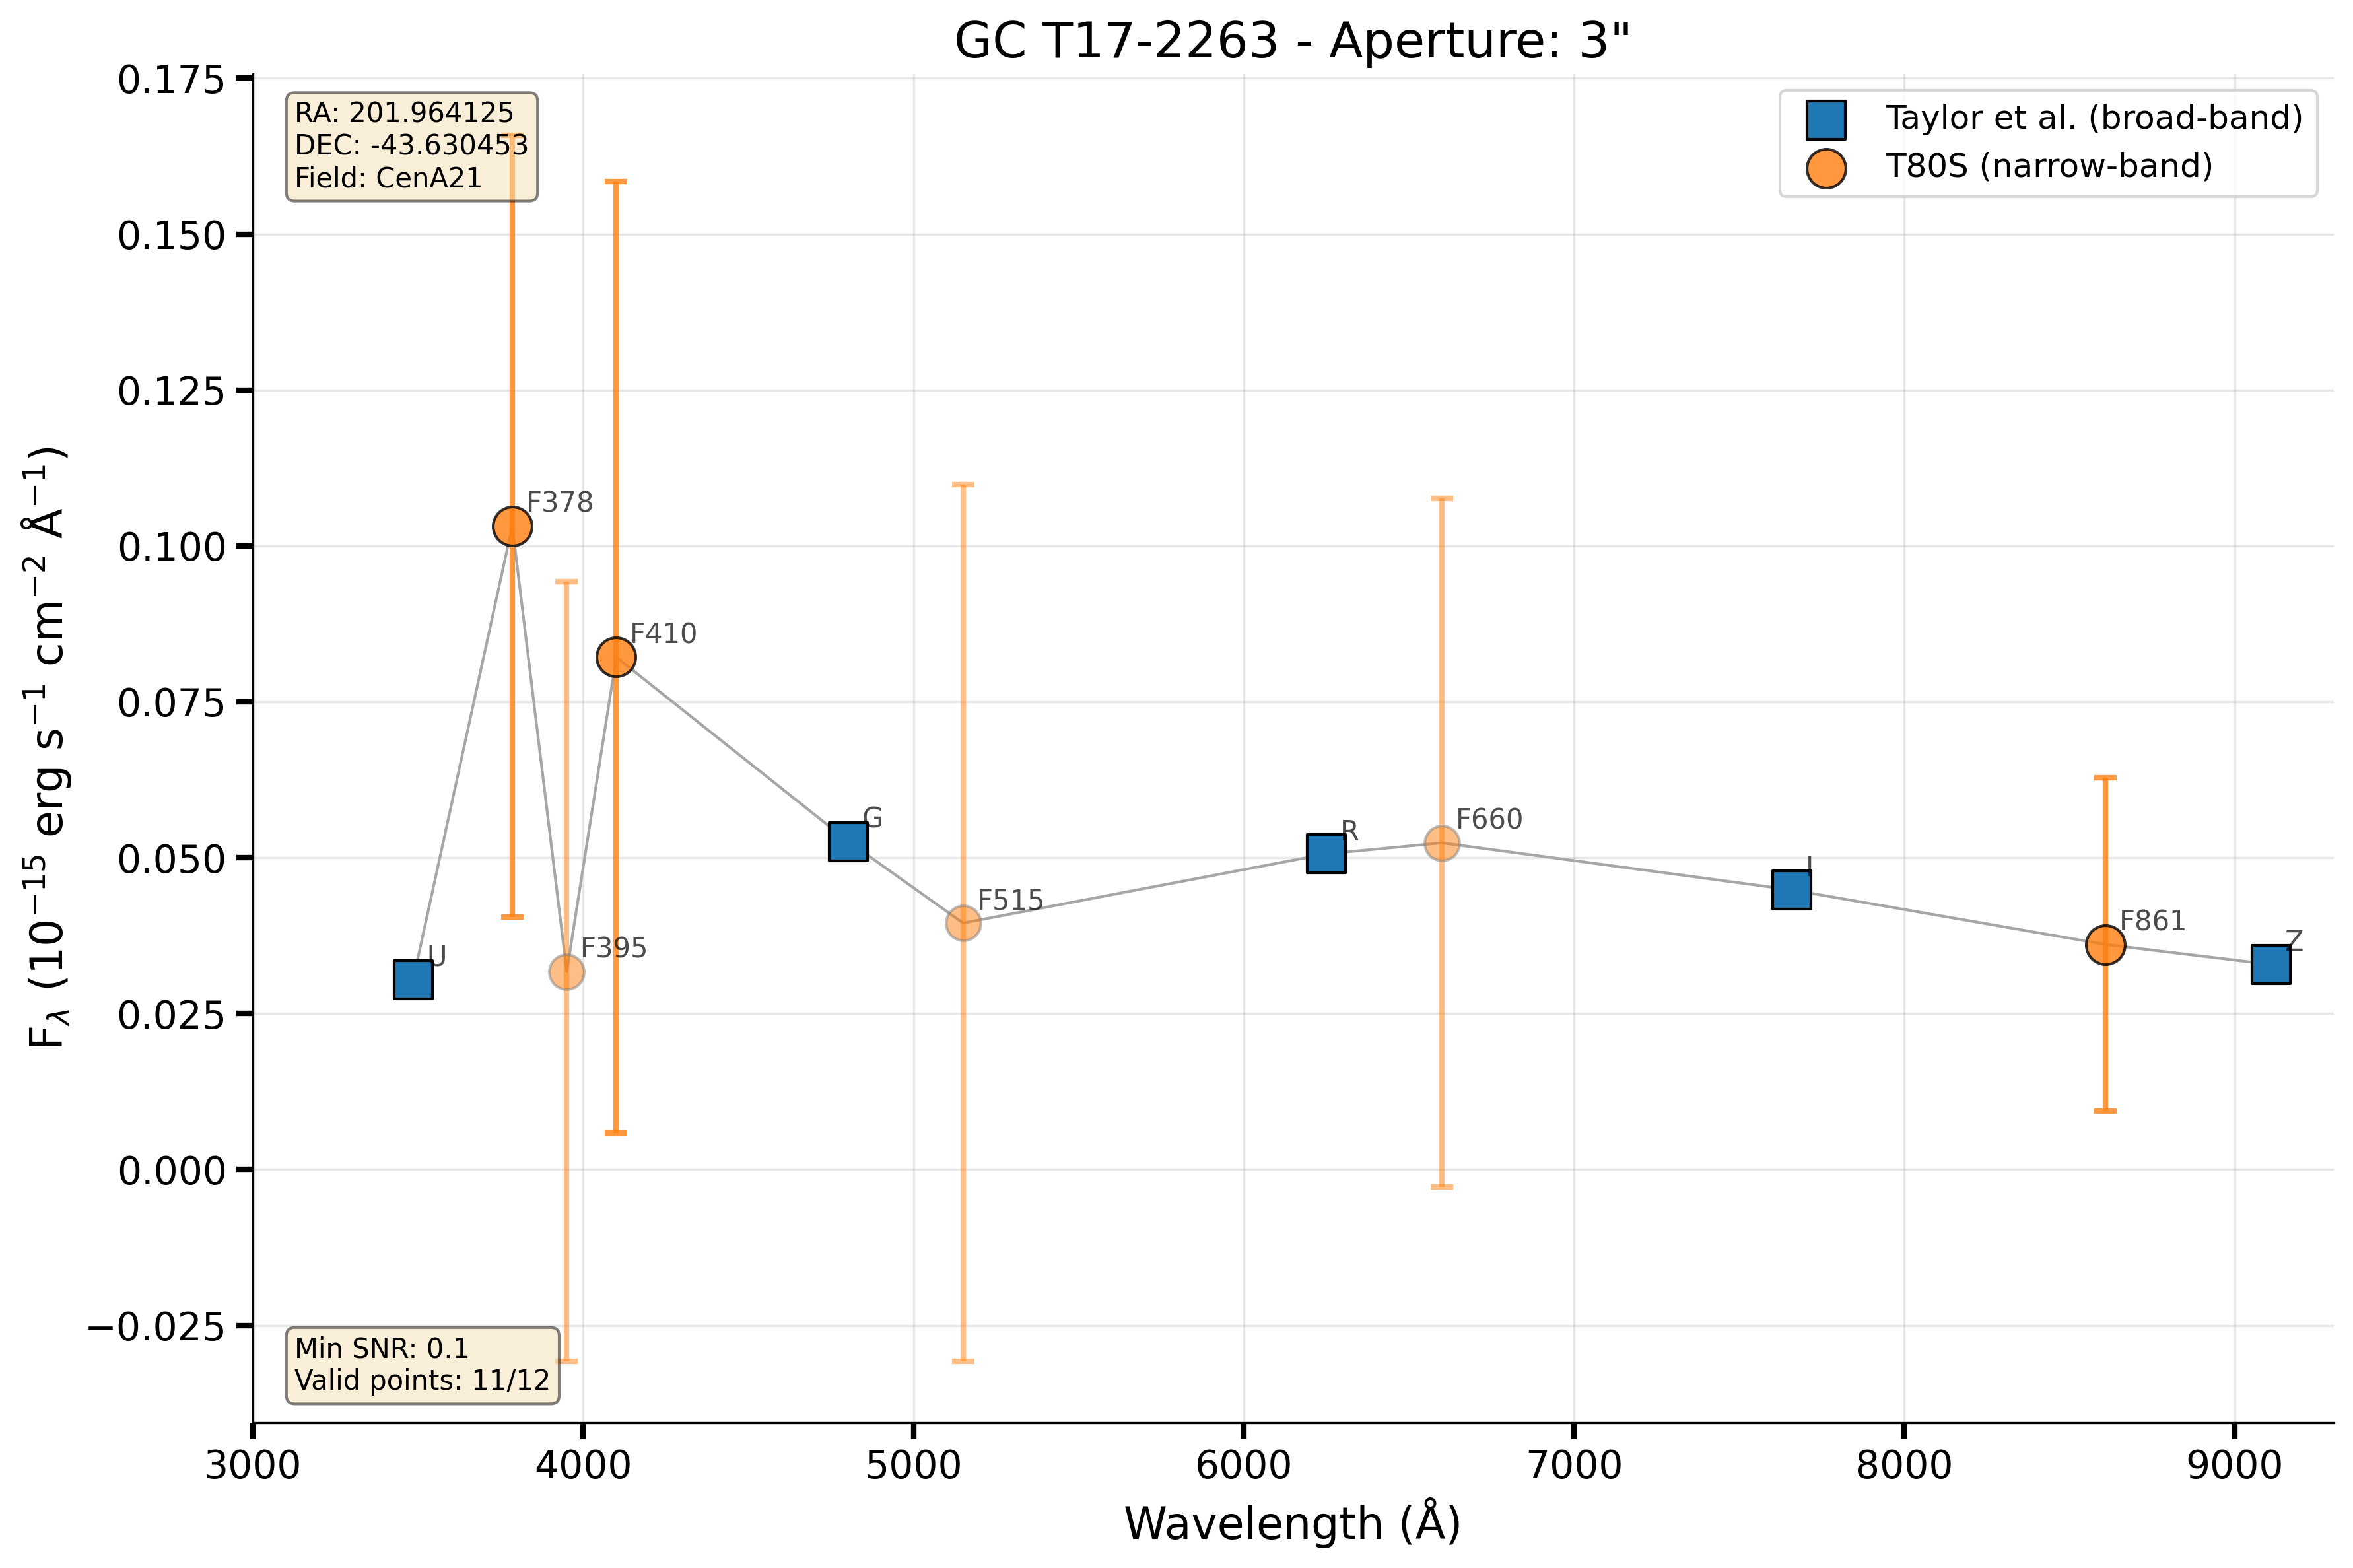 GC T17-2263 - Aperture: 3"
RA: 201.964125
DEC: -43.630453
Field: CenA21
Taylor et al. (broad-band)
T80S (narrow-band)
0.175
0.150
0.125
0.100
0.075
0.050
0.025
0.000
−0.025
F_λ (10⁻¹⁵ erg s⁻¹ cm⁻² Å⁻¹)
U
F378
F395
F410
G
F515
R
F660
I
F861
Z
Min SNR: 0.1
Valid points: 11/12
3000 4000 5000 6000 7000 8000 9000
Wavelength (Å)